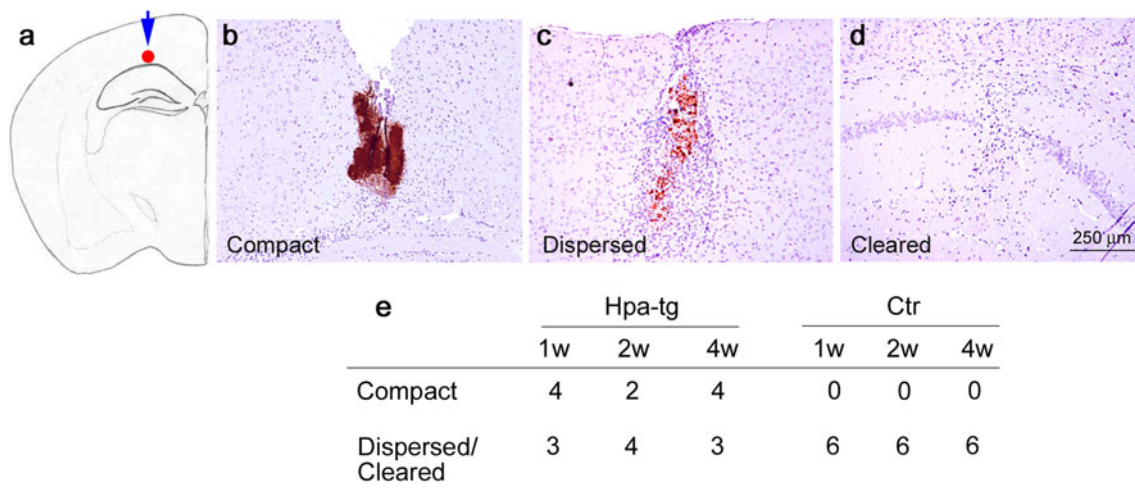 a
b
c
d
Compact
Dispersed
Cleared
250 µm
e
Hpa-tg Ctr
1w 2w 4w 1w 2w 4w
Compact 4 2 4 0 0 0
Dispersed/
Cleared 3 4 3 6 6 6